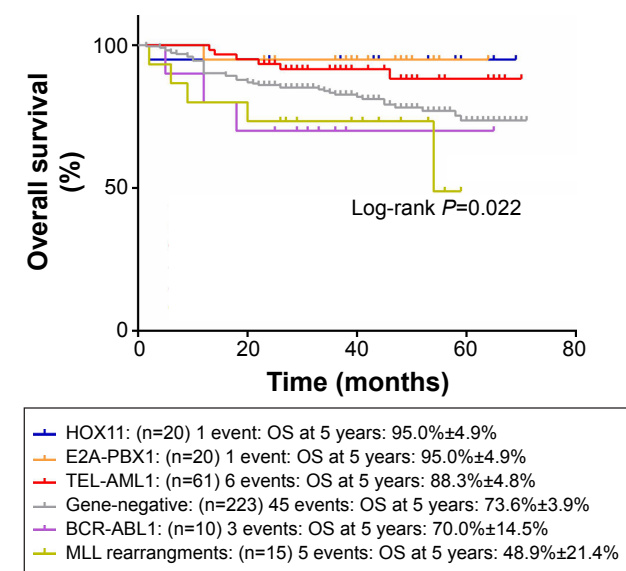 100
50
0
Overall survival
(%)
Log-rank P=0.022
0 20 40 60 80
Time (months)
HOX11: (n=20) 1 event: OS at 5 years: 95.0%±4.9%
E2A-PBX1: (n=20) 1 event: OS at 5 years: 95.0%±4.9%
TEL-AML1: (n=61) 6 events: OS at 5 years: 88.3%±4.8%
Gene-negative: (n=223) 45 events: OS at 5 years: 73.6%±3.9%
BCR-ABL1: (n=10) 3 events: OS at 5 years: 70.0%±14.5%
MLL rearrangments: (n=15) 5 events: OS at 5 years: 48.9%±21.4%